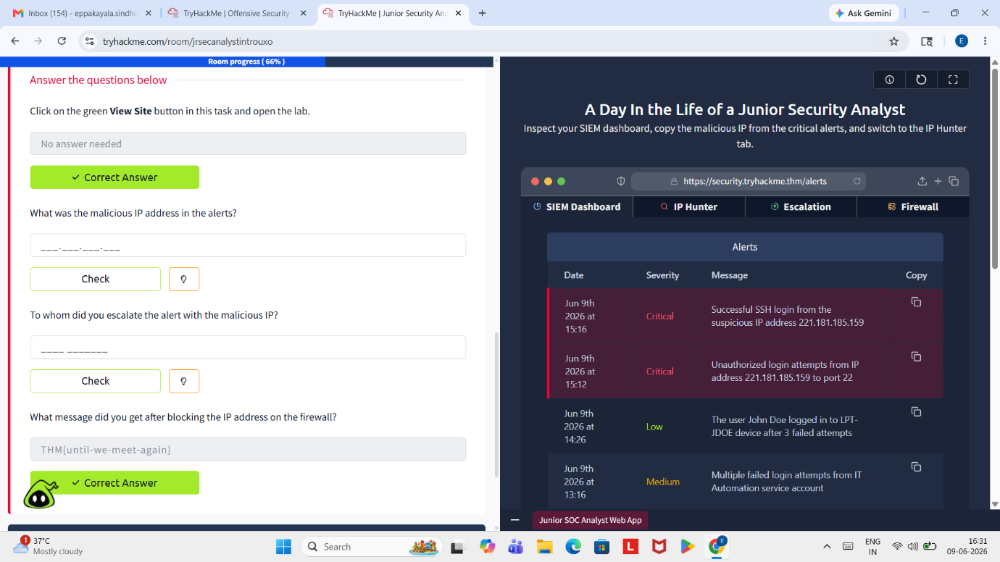 Inbox (154) - eppakayala.sindhu
TryHackMe | Offensive Security
TryHackMe | Junior Security Ana
Ask Gemini
tryhackme.com/room/jrsecanalystintrouxo
E
Room progress ( 66% )
Answer the questions below
Click on the green View Site button in this task and open the lab.
No answer needed
Correct Answer
What was the malicious IP address in the alerts?
___.___.___.___
Check
To whom did you escalate the alert with the malicious IP?
____ _______
Check
What message did you get after blocking the IP address on the firewall?
THM{until-we-meet-again}
Correct Answer
A Day In the Life of a Junior Security Analyst
Inspect your SIEM dashboard, copy the malicious IP from the critical alerts, and switch to the IP Hunter
tab.
https://security.tryhackme.thm/alerts
SIEM Dashboard
IP Hunter
Escalation
Firewall
Alerts
Date Severity Message Copy
Jun 9th
2026 at
15:16
Critical
Successful SSH login from the
suspicious IP address 221.181.185.159
Jun 9th
2026 at
15:12
Critical
Unauthorized login attempts from IP
address 221.181.185.159 to port 22
Jun 9th
2026 at
14:26
Low
The user John Doe logged in to LPT-
JDOE device after 3 failed attempts
Jun 9th
2026 at
13:16
Medium
Multiple failed login attempts from IT
Automation service account
Junior SOC Analyst Web App
1
37°C
Mostly cloudy
Search
L
E
ENG
IN
16:31
09-06-2026